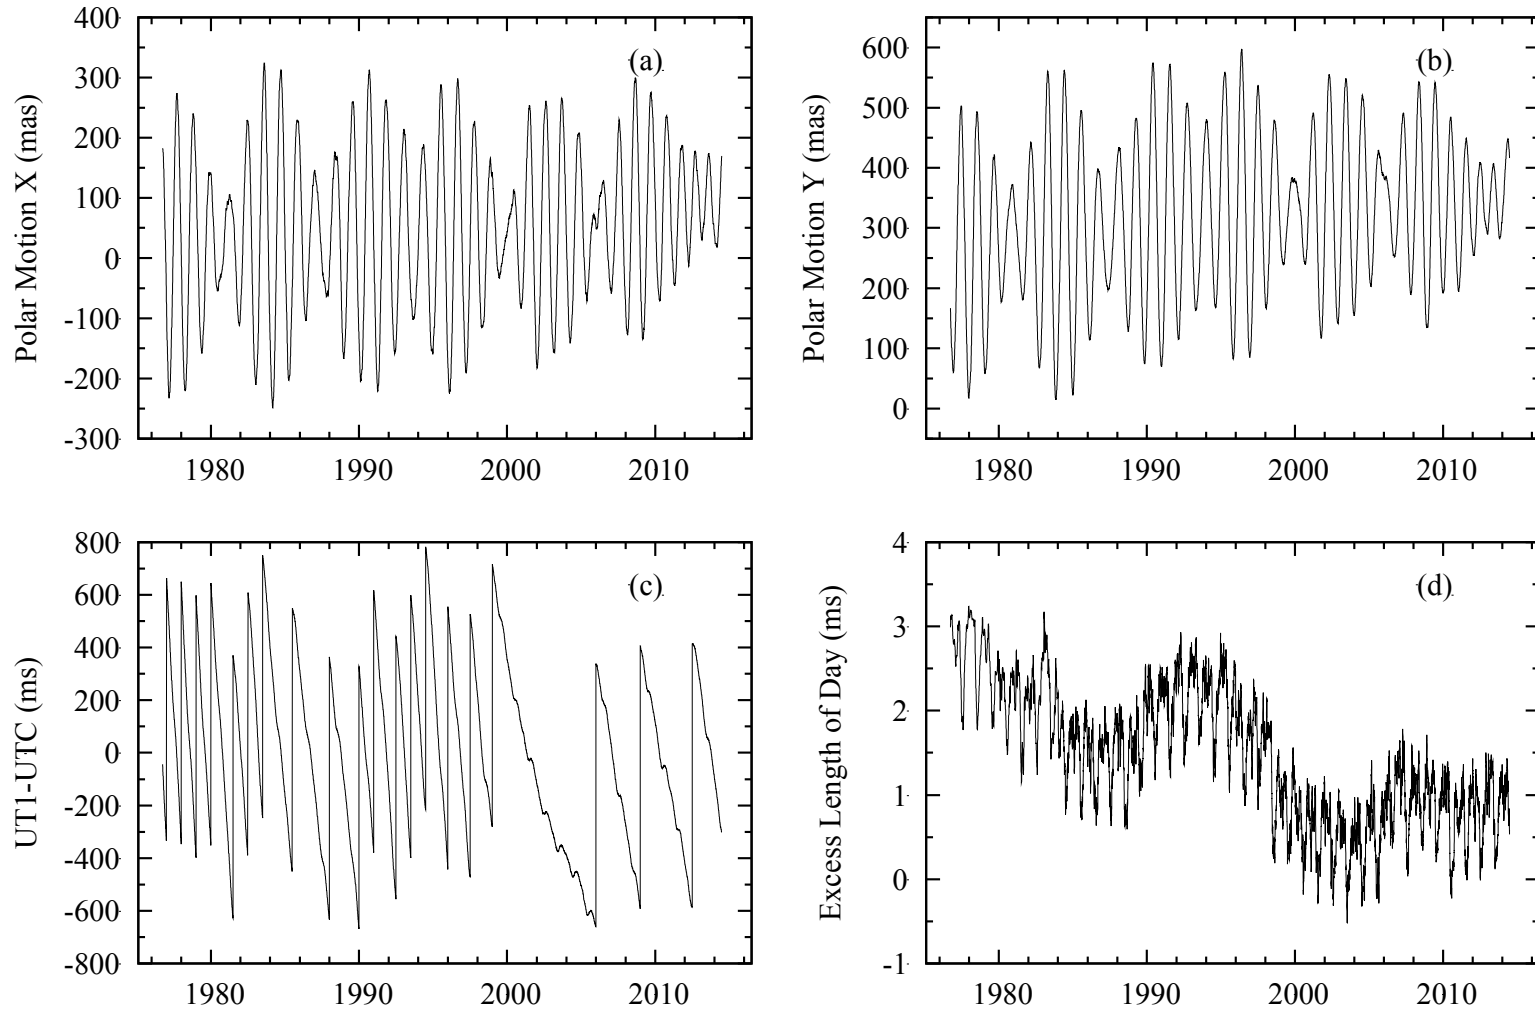 (a)
400
300
200
100
0
-100
-200
-300
Polar Motion X (mas)
1980 1990 2000 2010
(b)
600
500
400
300
200
100
0
Polar Motion Y (mas)
1980 1990 2000 2010
(c)
800
600
400
200
0
-200
-400
-600
-800
UT1-UTC (ms)
1980 1990 2000 2010
(d)
4
3
2
1
0
-1
Excess Length of Day (ms)
1980 1990 2000 2010